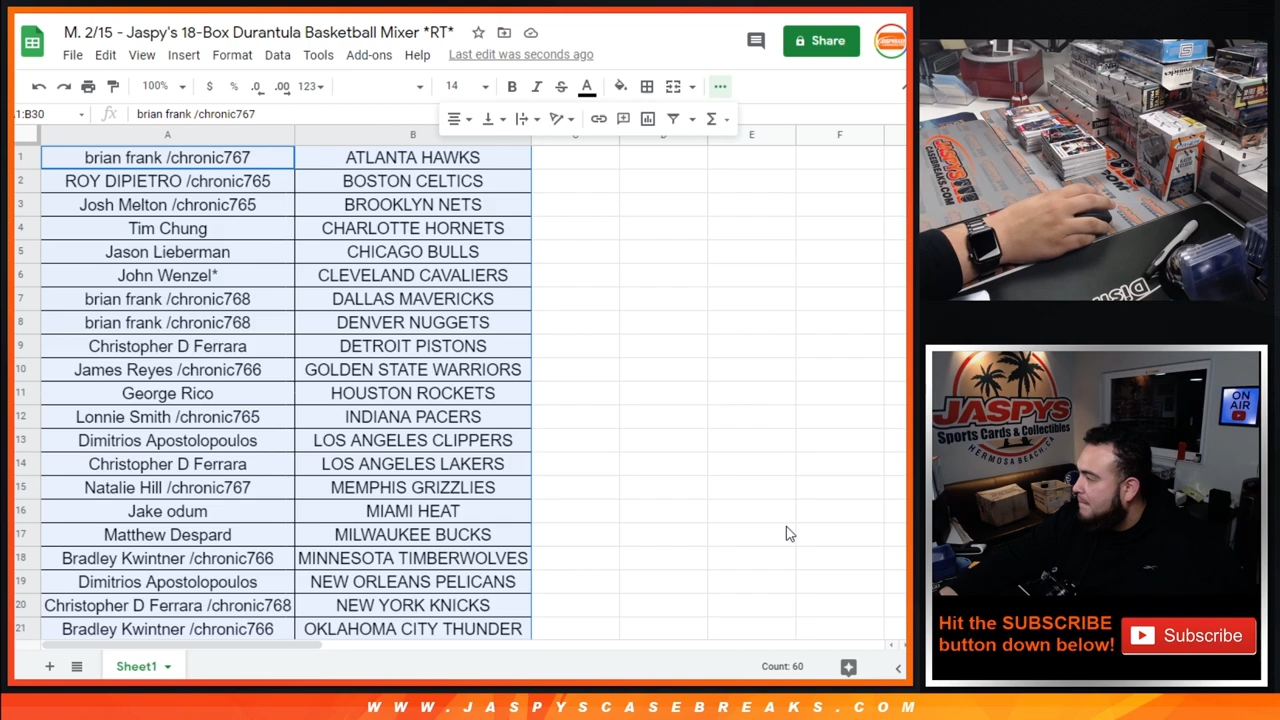 M. 2/15 - Jaspy's 18-Box Durantula Basketball Mixer *RT*
File Edit View Insert Format Data Tools Add-ons Help Last edit was seconds ago
Share
100% $ % .0 .00 123 14 B I S A
1:B30 fx brian frank /chronic767
A B E F
1 brian frank /chronic767 ATLANTA HAWKS
2 ROY DIPIETRO /chronic765 BOSTON CELTICS
3 Josh Melton /chronic765 BROOKLYN NETS
4 Tim Chung CHARLOTTE HORNETS
5 Jason Lieberman CHICAGO BULLS
6 John Wenzel* CLEVELAND CAVALIERS
7 brian frank /chronic768 DALLAS MAVERICKS
8 brian frank /chronic768 DENVER NUGGETS
9 Christopher D Ferrara DETROIT PISTONS
10 James Reyes /chronic766 GOLDEN STATE WARRIORS
11 George Rico HOUSTON ROCKETS
12 Lonnie Smith /chronic765 INDIANA PACERS
13 Dimitrios Apostolopoulos LOS ANGELES CLIPPERS
14 Christopher D Ferrara LOS ANGELES LAKERS
15 Natalie Hill /chronic767 MEMPHIS GRIZZLIES
16 Jake odum MIAMI HEAT
17 Matthew Despard MILWAUKEE BUCKS
18 Bradley Kwintner /chronic766 MINNESOTA TIMBERWOLVES
19 Dimitrios Apostolopoulos NEW ORLEANS PELICANS
20 Christopher D Ferrara /chronic768 NEW YORK KNICKS
21 Bradley Kwintner /chronic766 OKLAHOMA CITY THUNDER
Sheet1
Count: 60
JASPYS
Sports Cards & Collectibles
HERMOSA BEACH, CA
ON
AIR
Hit the SUBSCRIBE
button down below!
Subscribe
WWW.JASPYSCASEBREAKS.COM